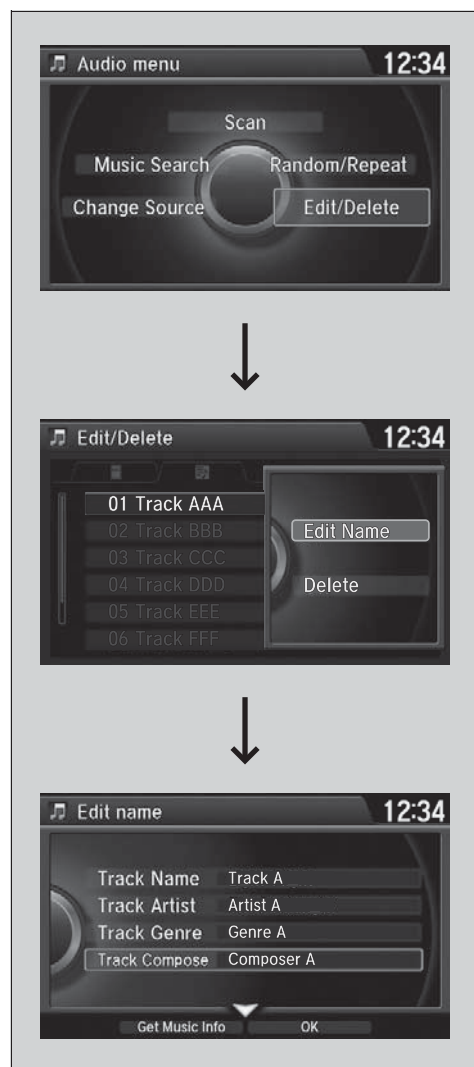 Audio menu 12:34
Scan
Music Search Random/Repeat
Change Source Edit/Delete
Edit/Delete 12:34
01 Track AAA
02 Track BBB
Edit Name
03 Track CCC
04 Track DDD
Delete
05 Track EEE
06 Track FFF
Edit name 12:34
Track Name Track A
Track Artist Artist A
Track Genre Genre A
Track Compose Composer A
Get Music Info OK